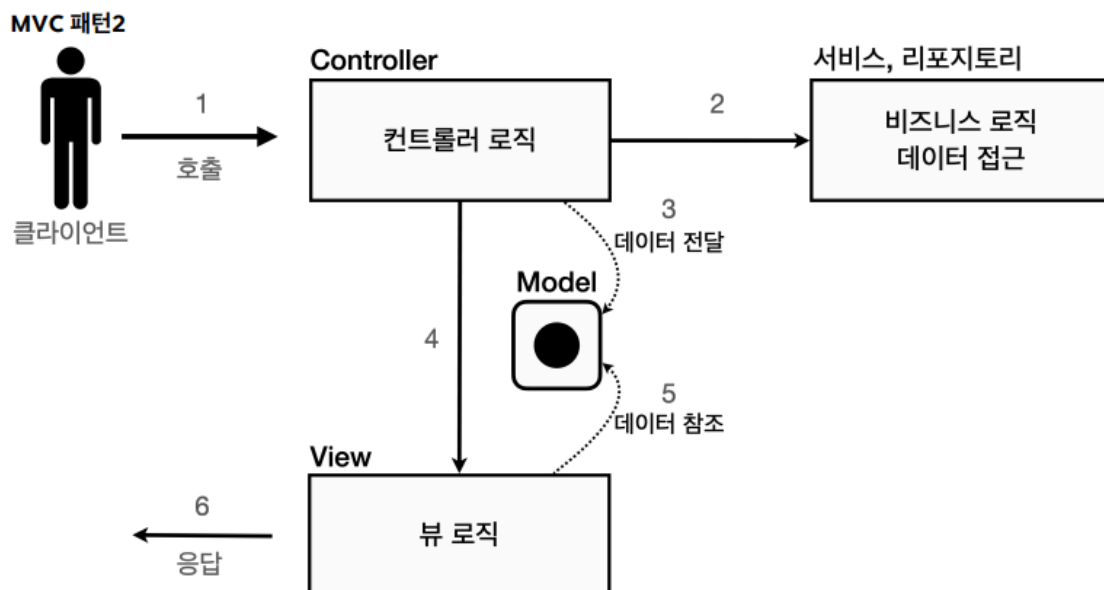 MVC 패턴2
Controller
서비스, 리포지토리
1
호출
컨트롤러 로직
2
비즈니스 로직
데이터 접근
클라이언트
3
데이터 전달
Model
4
5
데이터 참조
View
뷰 로직
6
응답